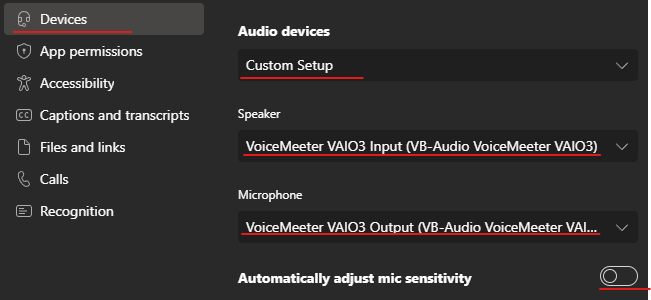 Devices
App permissions
Accessibility
CC Captions and transcripts
Files and links
Calls
Recognition
Audio devices
Custom Setup
Speaker
VoiceMeeter VAIO3 Input (VB-Audio VoiceMeeter VAIO3)
Microphone
VoiceMeeter VAIO3 Output (VB-Audio VoiceMeeter VAI...
Automatically adjust mic sensitivity